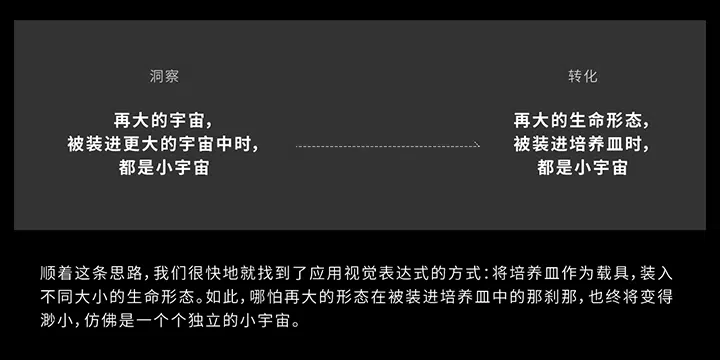 洞察
再大的宇宙，
被装进更大的宇宙中时，
都是小宇宙
转化
再大的生命形态，
被装进培养皿时，
都是小宇宙
顺着这条思路，我们很快地就找到了应用视觉表达式的方式：将培养皿作为载具，装入
不同大小的生命形态。如此，哪怕再大的形态在被装进培养皿中的那刹那，也终将变得
渺小，仿佛是一个个独立的小宇宙。